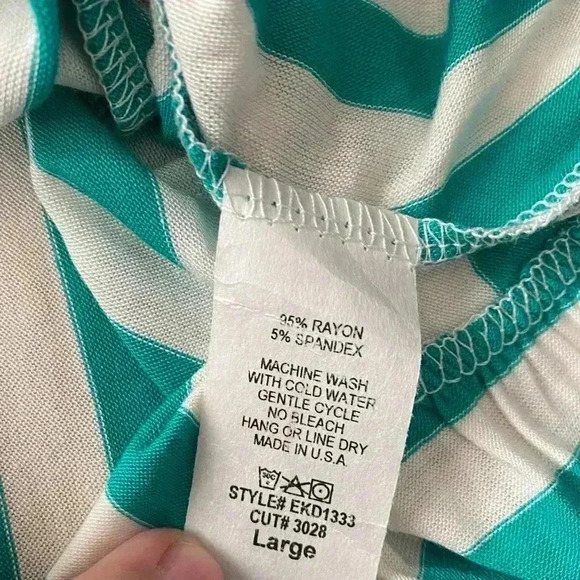 95% RAYON
5% SPANDEX
MACHINE WASH
WITH COLD WATER
GENTLE CYCLE
NO BLEACH
HANG OR LINE DRY
MADE IN U.S.A
30C
STYLE# EKD1333
CUT# 3028
Large